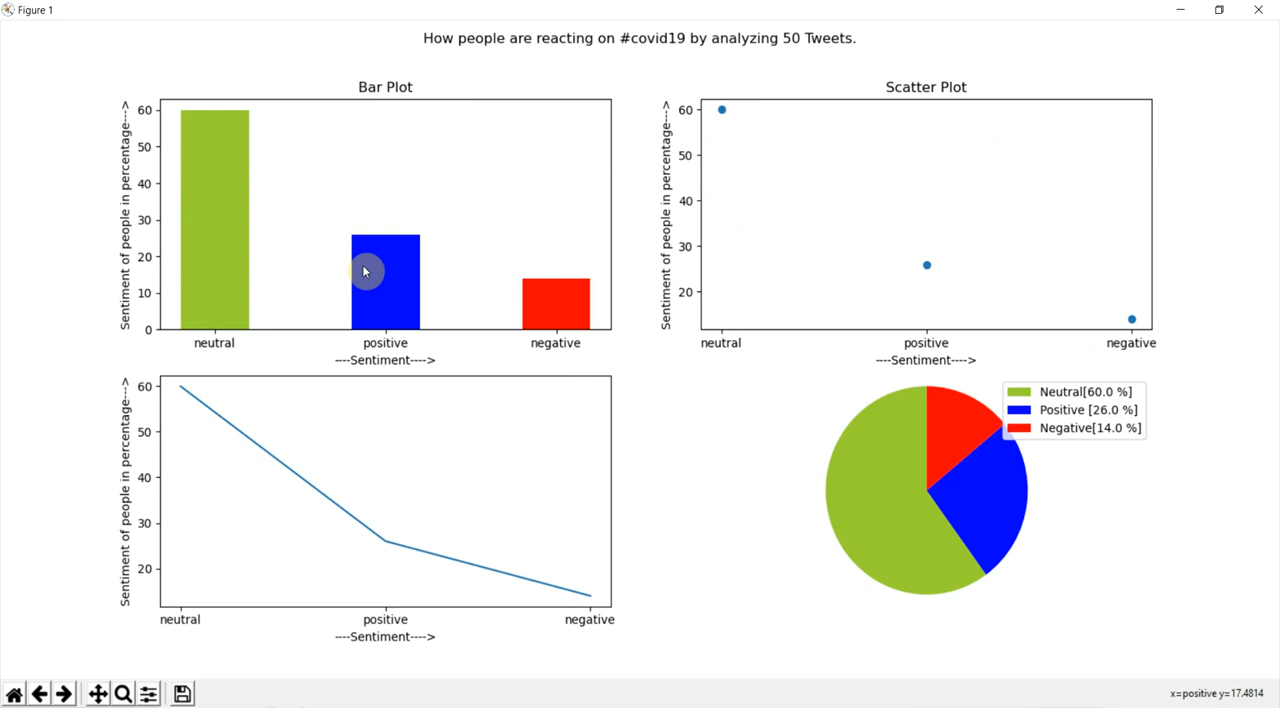 Figure 1
How people are reacting on #covid19 by analyzing 50 Tweets.
Bar Plot
Sentiment of people in percentage--->
60
50
40
30
20
10
0
neutral positive negative
----Sentiment---->
Scatter Plot
Sentiment of people in percentage--->
60
50
40
30
20
neutral positive negative
----Sentiment---->
Sentiment of people in percentage--->
60
50
40
30
20
neutral positive negative
----Sentiment---->
Neutral[60.0 %]
Positive [26.0 %]
Negative[14.0 %]
x=positive y=17.4814